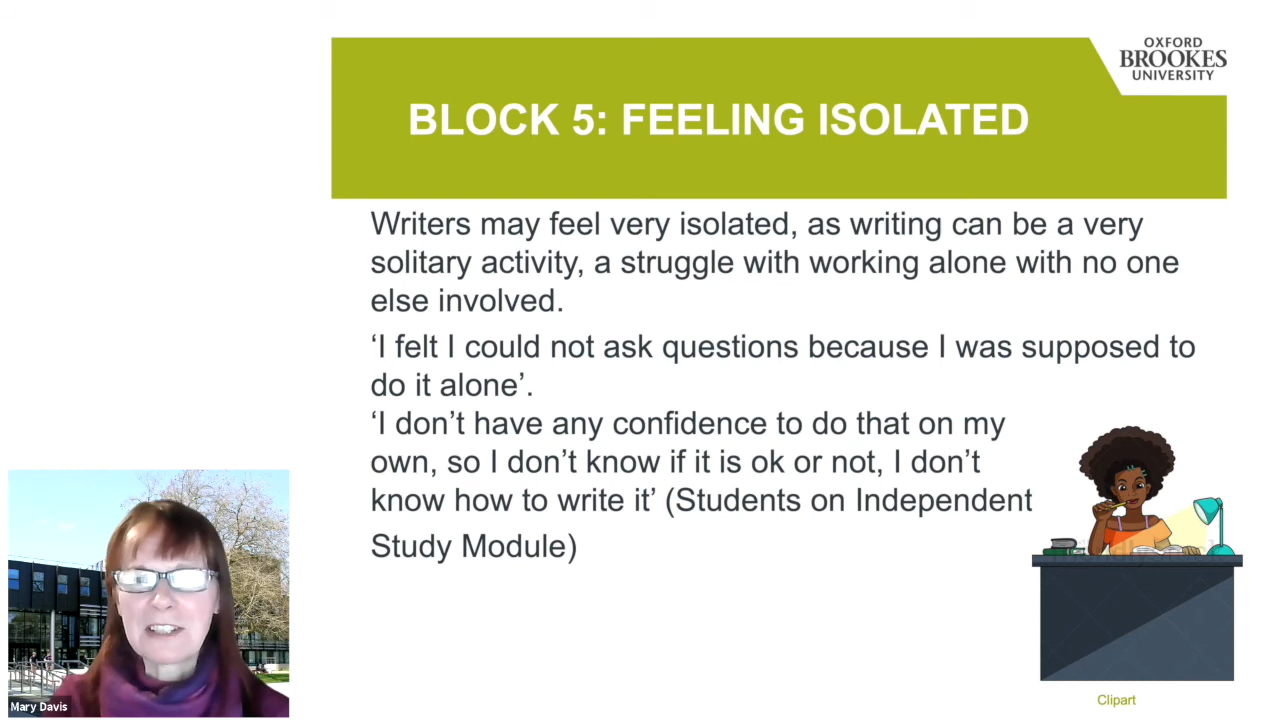 OXFORD
BROOKES
UNIVERSITY
BLOCK 5: FEELING ISOLATED
Writers may feel very isolated, as writing can be a very
solitary activity, a struggle with working alone with no one
else involved.
‘I felt I could not ask questions because I was supposed to
do it alone’.
‘I don’t have any confidence to do that on my
own, so I don’t know if it is ok or not, I don’t
know how to write it’ (Students on Independent
Study Module)
Mary Davis
Clipart